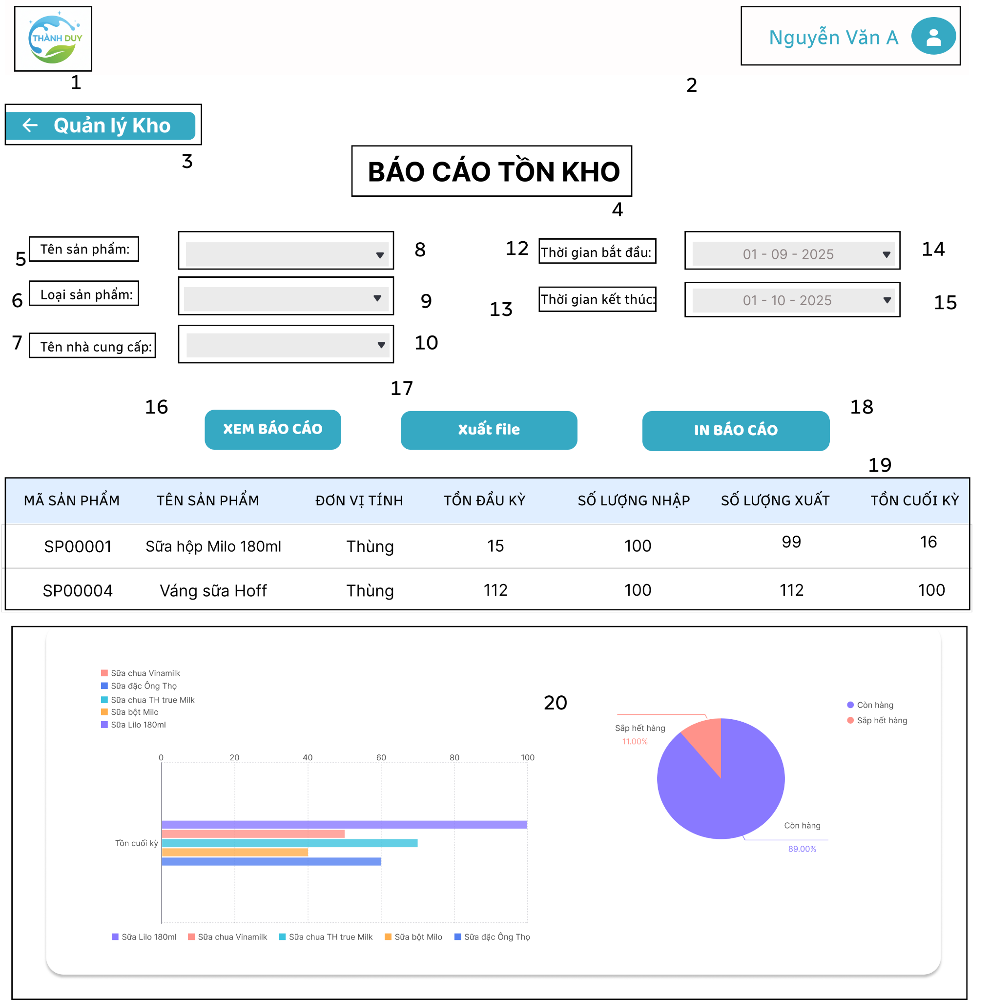 THÀNH DUY
Nguyễn Văn A
1
2
Quản lý Kho
3
BÁO CÁO TỒN KHO
4
5 Tên sản phẩm: 8 12 Thời gian bắt đầu: 01 - 09 - 2025 14
6 Loại sản phẩm: 9 13 Thời gian kết thúc: 01 - 10 - 2025 15
7 Tên nhà cung cấp: 10
16 17 18
XEM BÁO CÁO Xuất file IN BÁO CÁO
19
MÃ SẢN PHẨM TÊN SẢN PHẨM ĐƠN VỊ TÍNH TỒN ĐẦU KỲ SỐ LƯỢNG NHẬP SỐ LƯỢNG XUẤT TỒN CUỐI KỲ
SP00001 Sữa hộp Milo 180ml Thùng 15 100 99 16
SP00004 Váng sữa Hoff Thùng 112 100 112 100
Sữa chua Vinamilk
Sữa đặc Ông Thọ
Sữa chua TH true Milk
Sữa bột Milo
Sữa Lilo 180ml
0 20 40 60 80 100
Tồn cuối kỳ
Sữa Lilo 180ml Sữa chua Vinamilk Sữa chua TH true Milk Sữa bột Milo Sữa đặc Ông Thọ
20
Còn hàng
Sắp hết hàng
Sắp hết hàng
11.00%
Còn hàng
89.00%